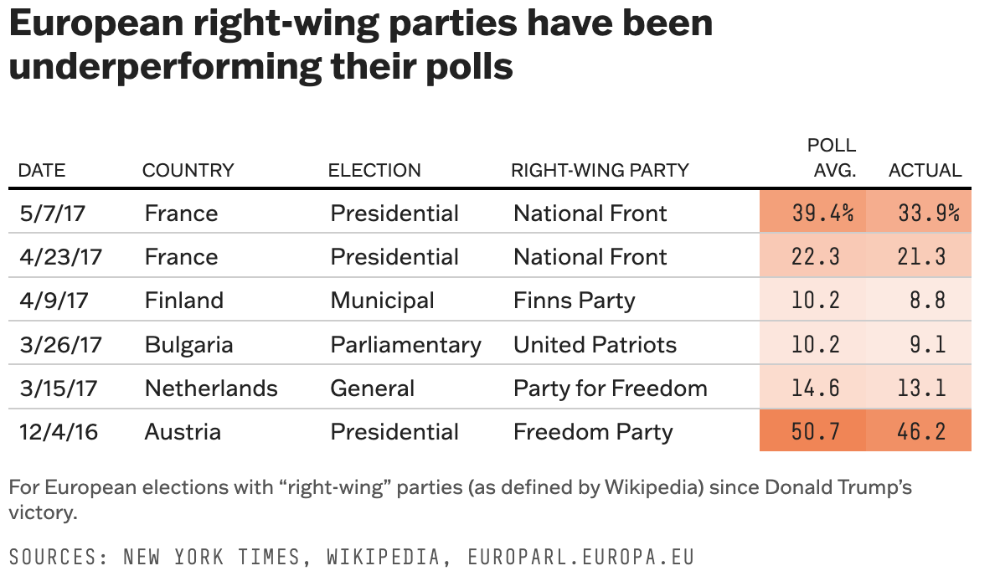 European right-wing parties have been
underperforming their polls
DATE COUNTRY ELECTION RIGHT-WING PARTY POLL AVG. ACTUAL
5/7/17 France Presidential National Front 39.4% 33.9%
4/23/17 France Presidential National Front 22.3 21.3
4/9/17 Finland Municipal Finns Party 10.2 8.8
3/26/17 Bulgaria Parliamentary United Patriots 10.2 9.1
3/15/17 Netherlands General Party for Freedom 14.6 13.1
12/4/16 Austria Presidential Freedom Party 50.7 46.2
For European elections with “right-wing” parties (as defined by Wikipedia) since Donald Trump’s
victory.
SOURCES: NEW YORK TIMES, WIKIPEDIA, EUROPARL.EUROPA.EU